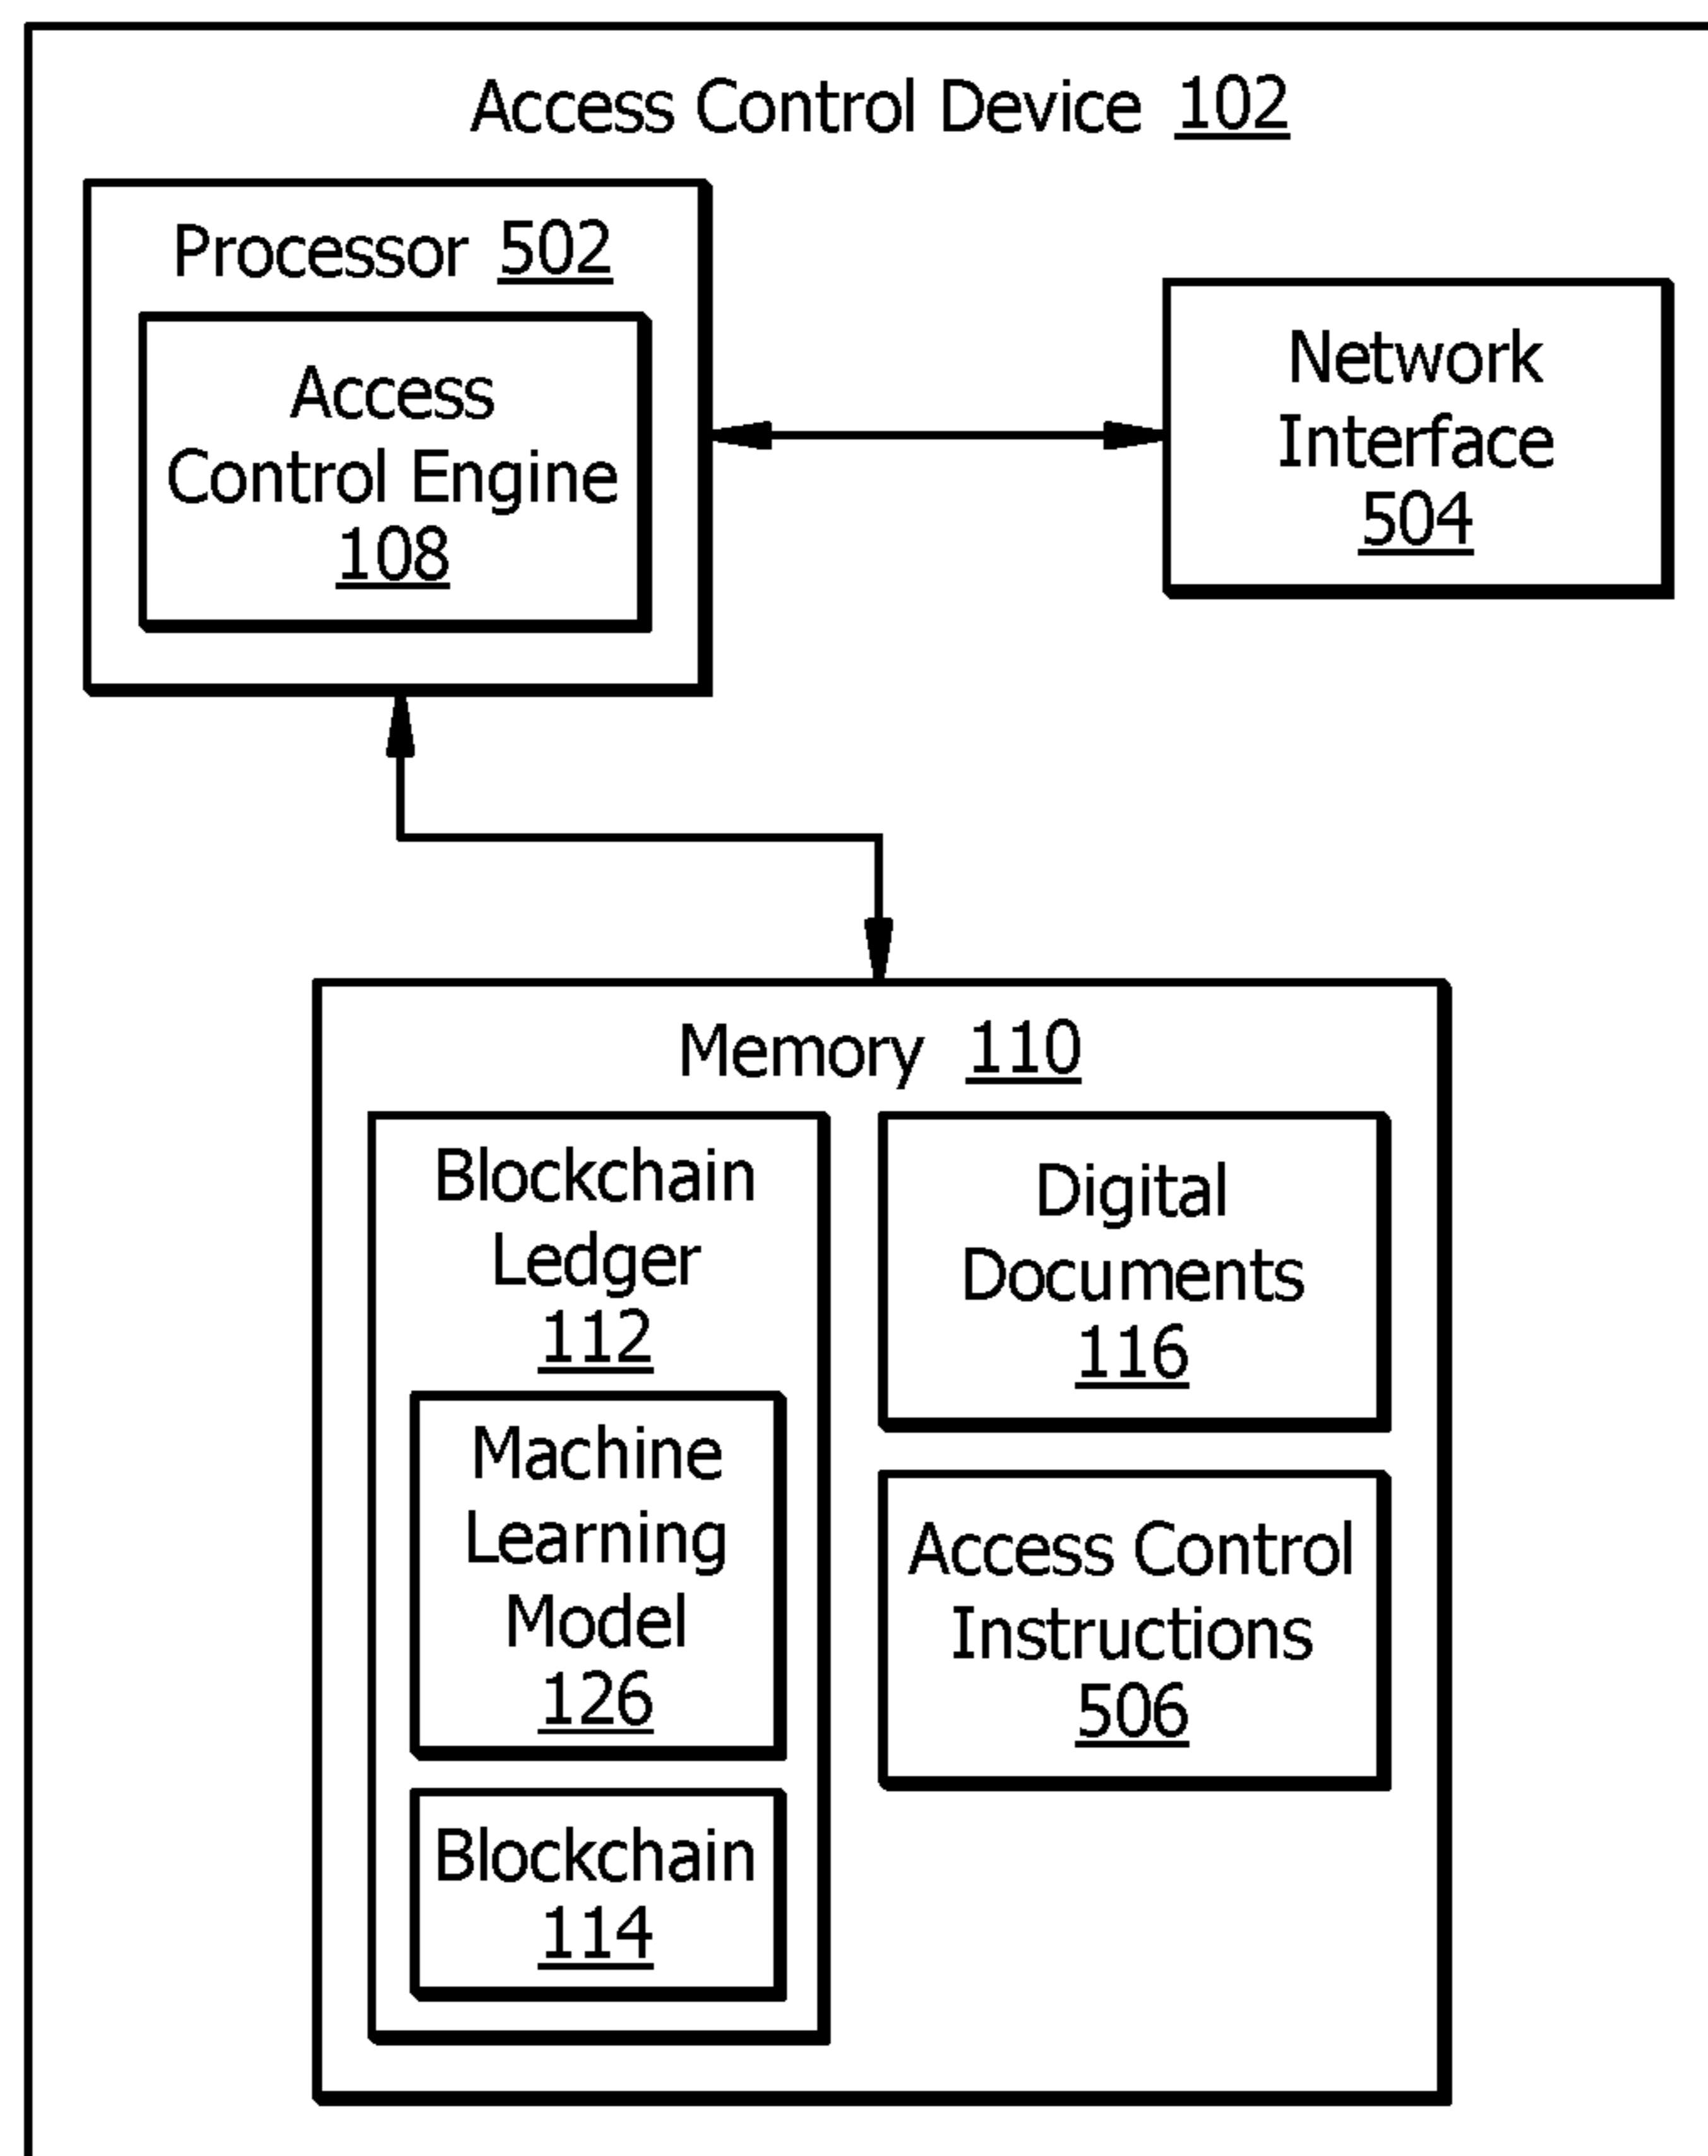 Access Control Device 102
Processor 502
Access
Control Engine
108
Network
Interface
504
Memory 110
Blockchain
Ledger
112
Machine
Learning
Model
126
Blockchain
114
Digital
Documents
116
Access Control
Instructions
506